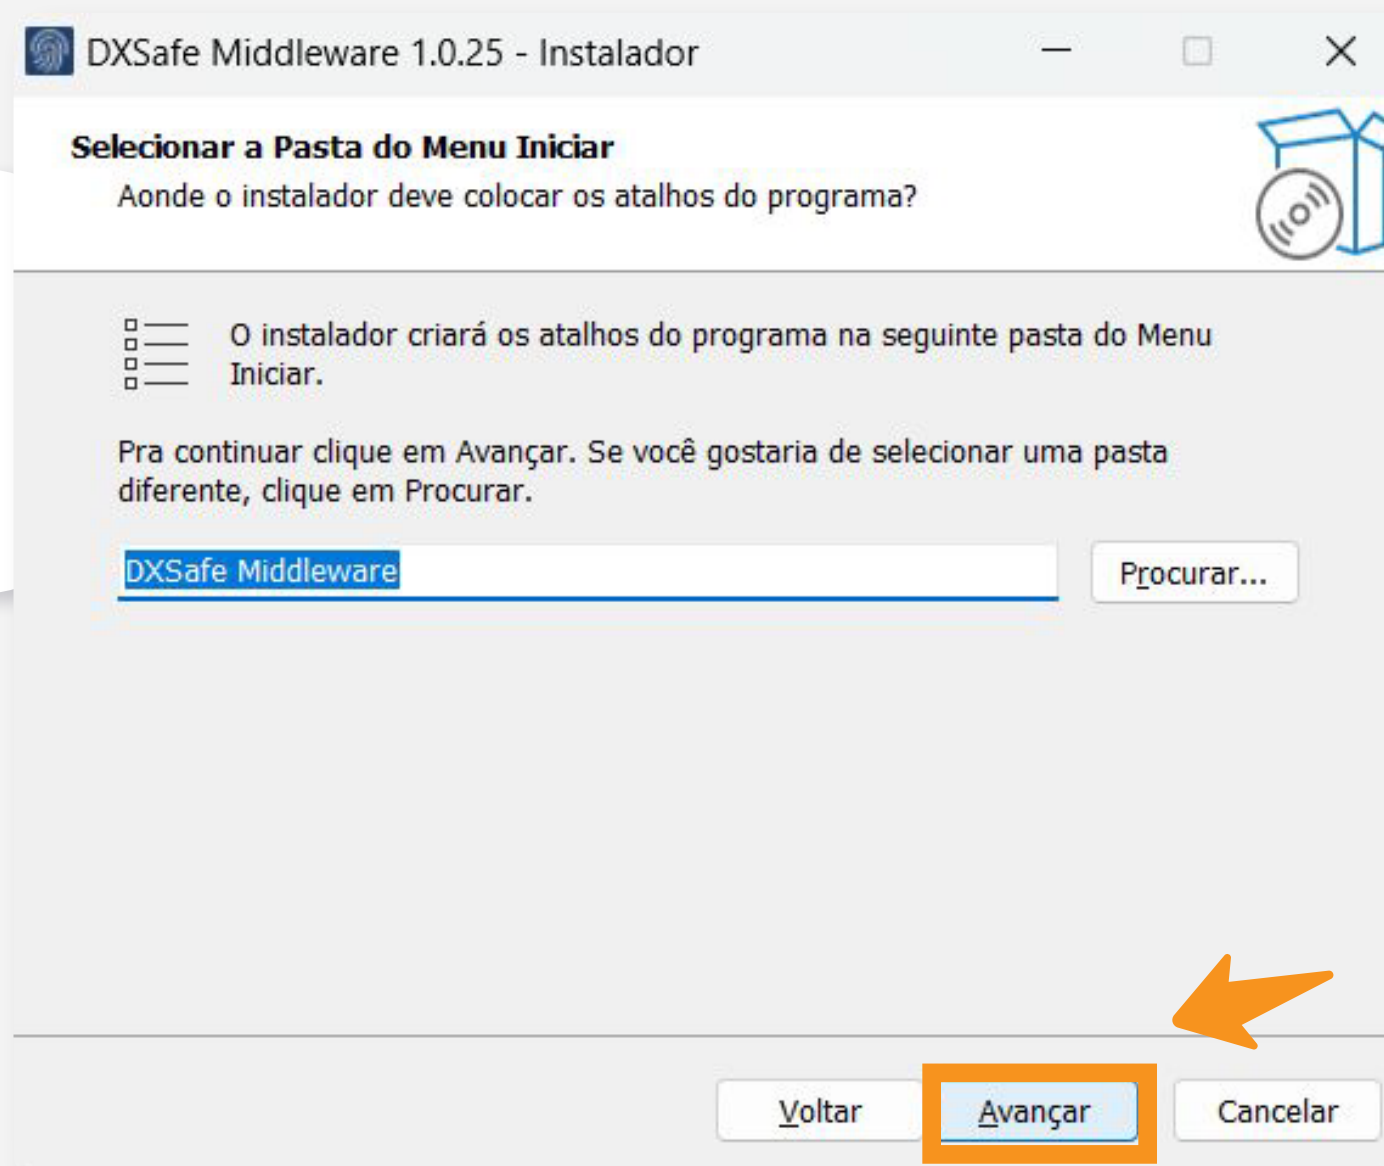 DXSafe Middleware 1.0.25 - Instalador
Selecionar a Pasta do Menu Iniciar
Aonde o instalador deve colocar os atalhos do programa?
O instalador criará os atalhos do programa na seguinte pasta do Menu
Iniciar.
Pra continuar clique em Avançar. Se você gostaria de selecionar uma pasta
diferente, clique em Procurar.
DXSafe Middleware
Procurar...
Voltar
Avançar
Cancelar